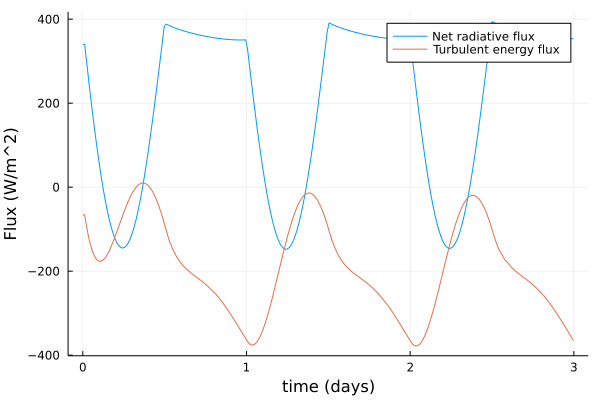 400
200
0
−200
−400
Flux (W/m^2)
Net radiative flux
Turbulent energy flux
0
1
2
3
time (days)